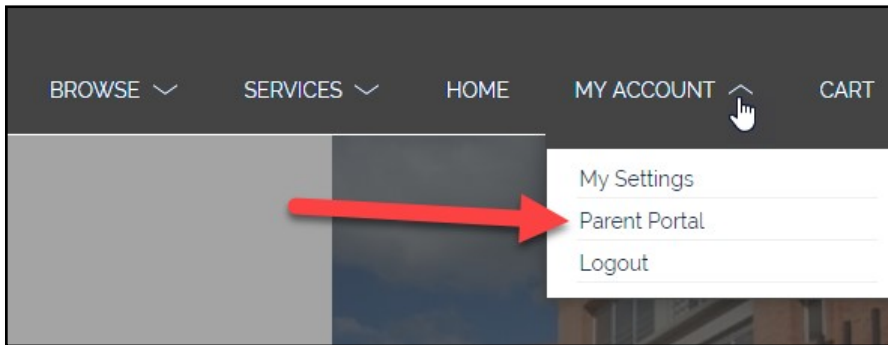 BROWSE SERVICES HOME MY ACCOUNT CART
My Settings
Parent Portal
Logout